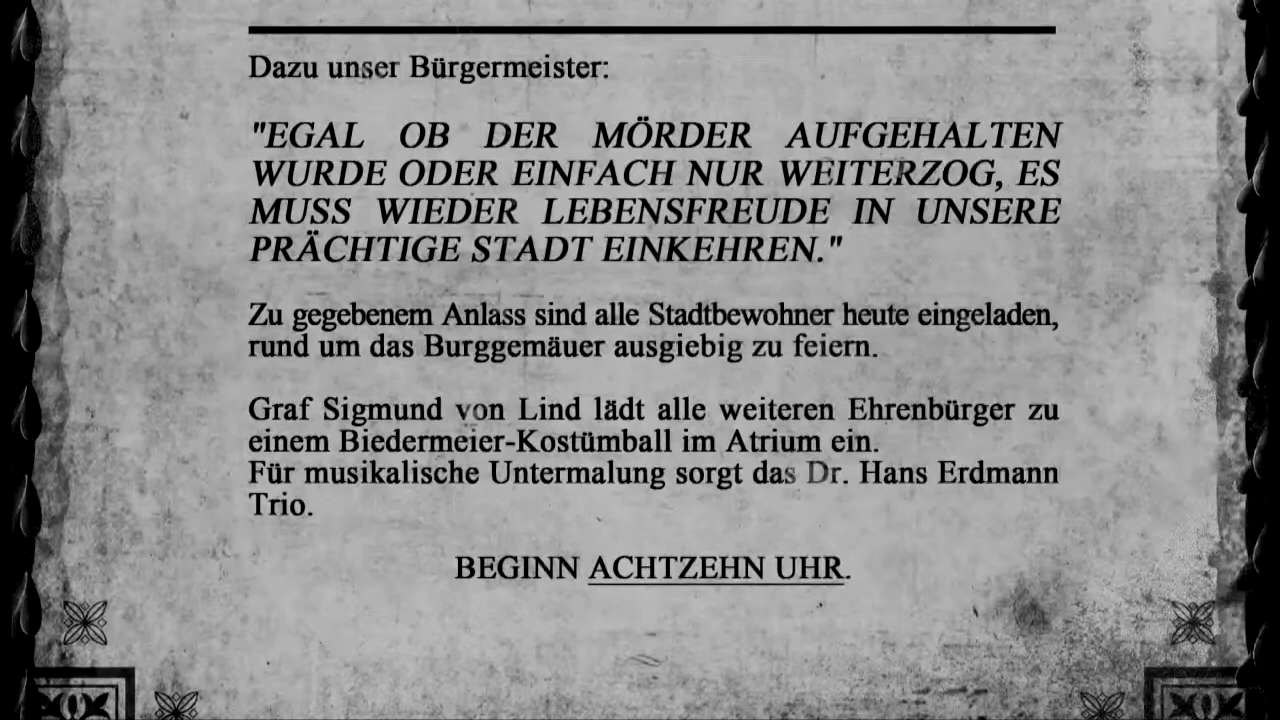 Dazu unser Bürgermeister:
"EGAL OB DER MÖRDER AUFGEHALTEN
WURDE ODER EINFACH NUR WEITERZOG, ES
MUSS WIEDER LEBENSFREUDE IN UNSERE
PRÄCHTIGE STADT EINKEHREN."
Zu gegebenem Anlass sind alle Stadtbewohner heute eingeladen,
rund um das Burggemäuer ausgiebig zu feiern.
Graf Sigmund von Lind lädt alle weiteren Ehrenbürger zu
einem Biedermeier-Kostümball im Atrium ein.
Für musikalische Untermalung sorgt das Dr. Hans Erdmann
Trio.
BEGINN ACHTZEHN UHR.